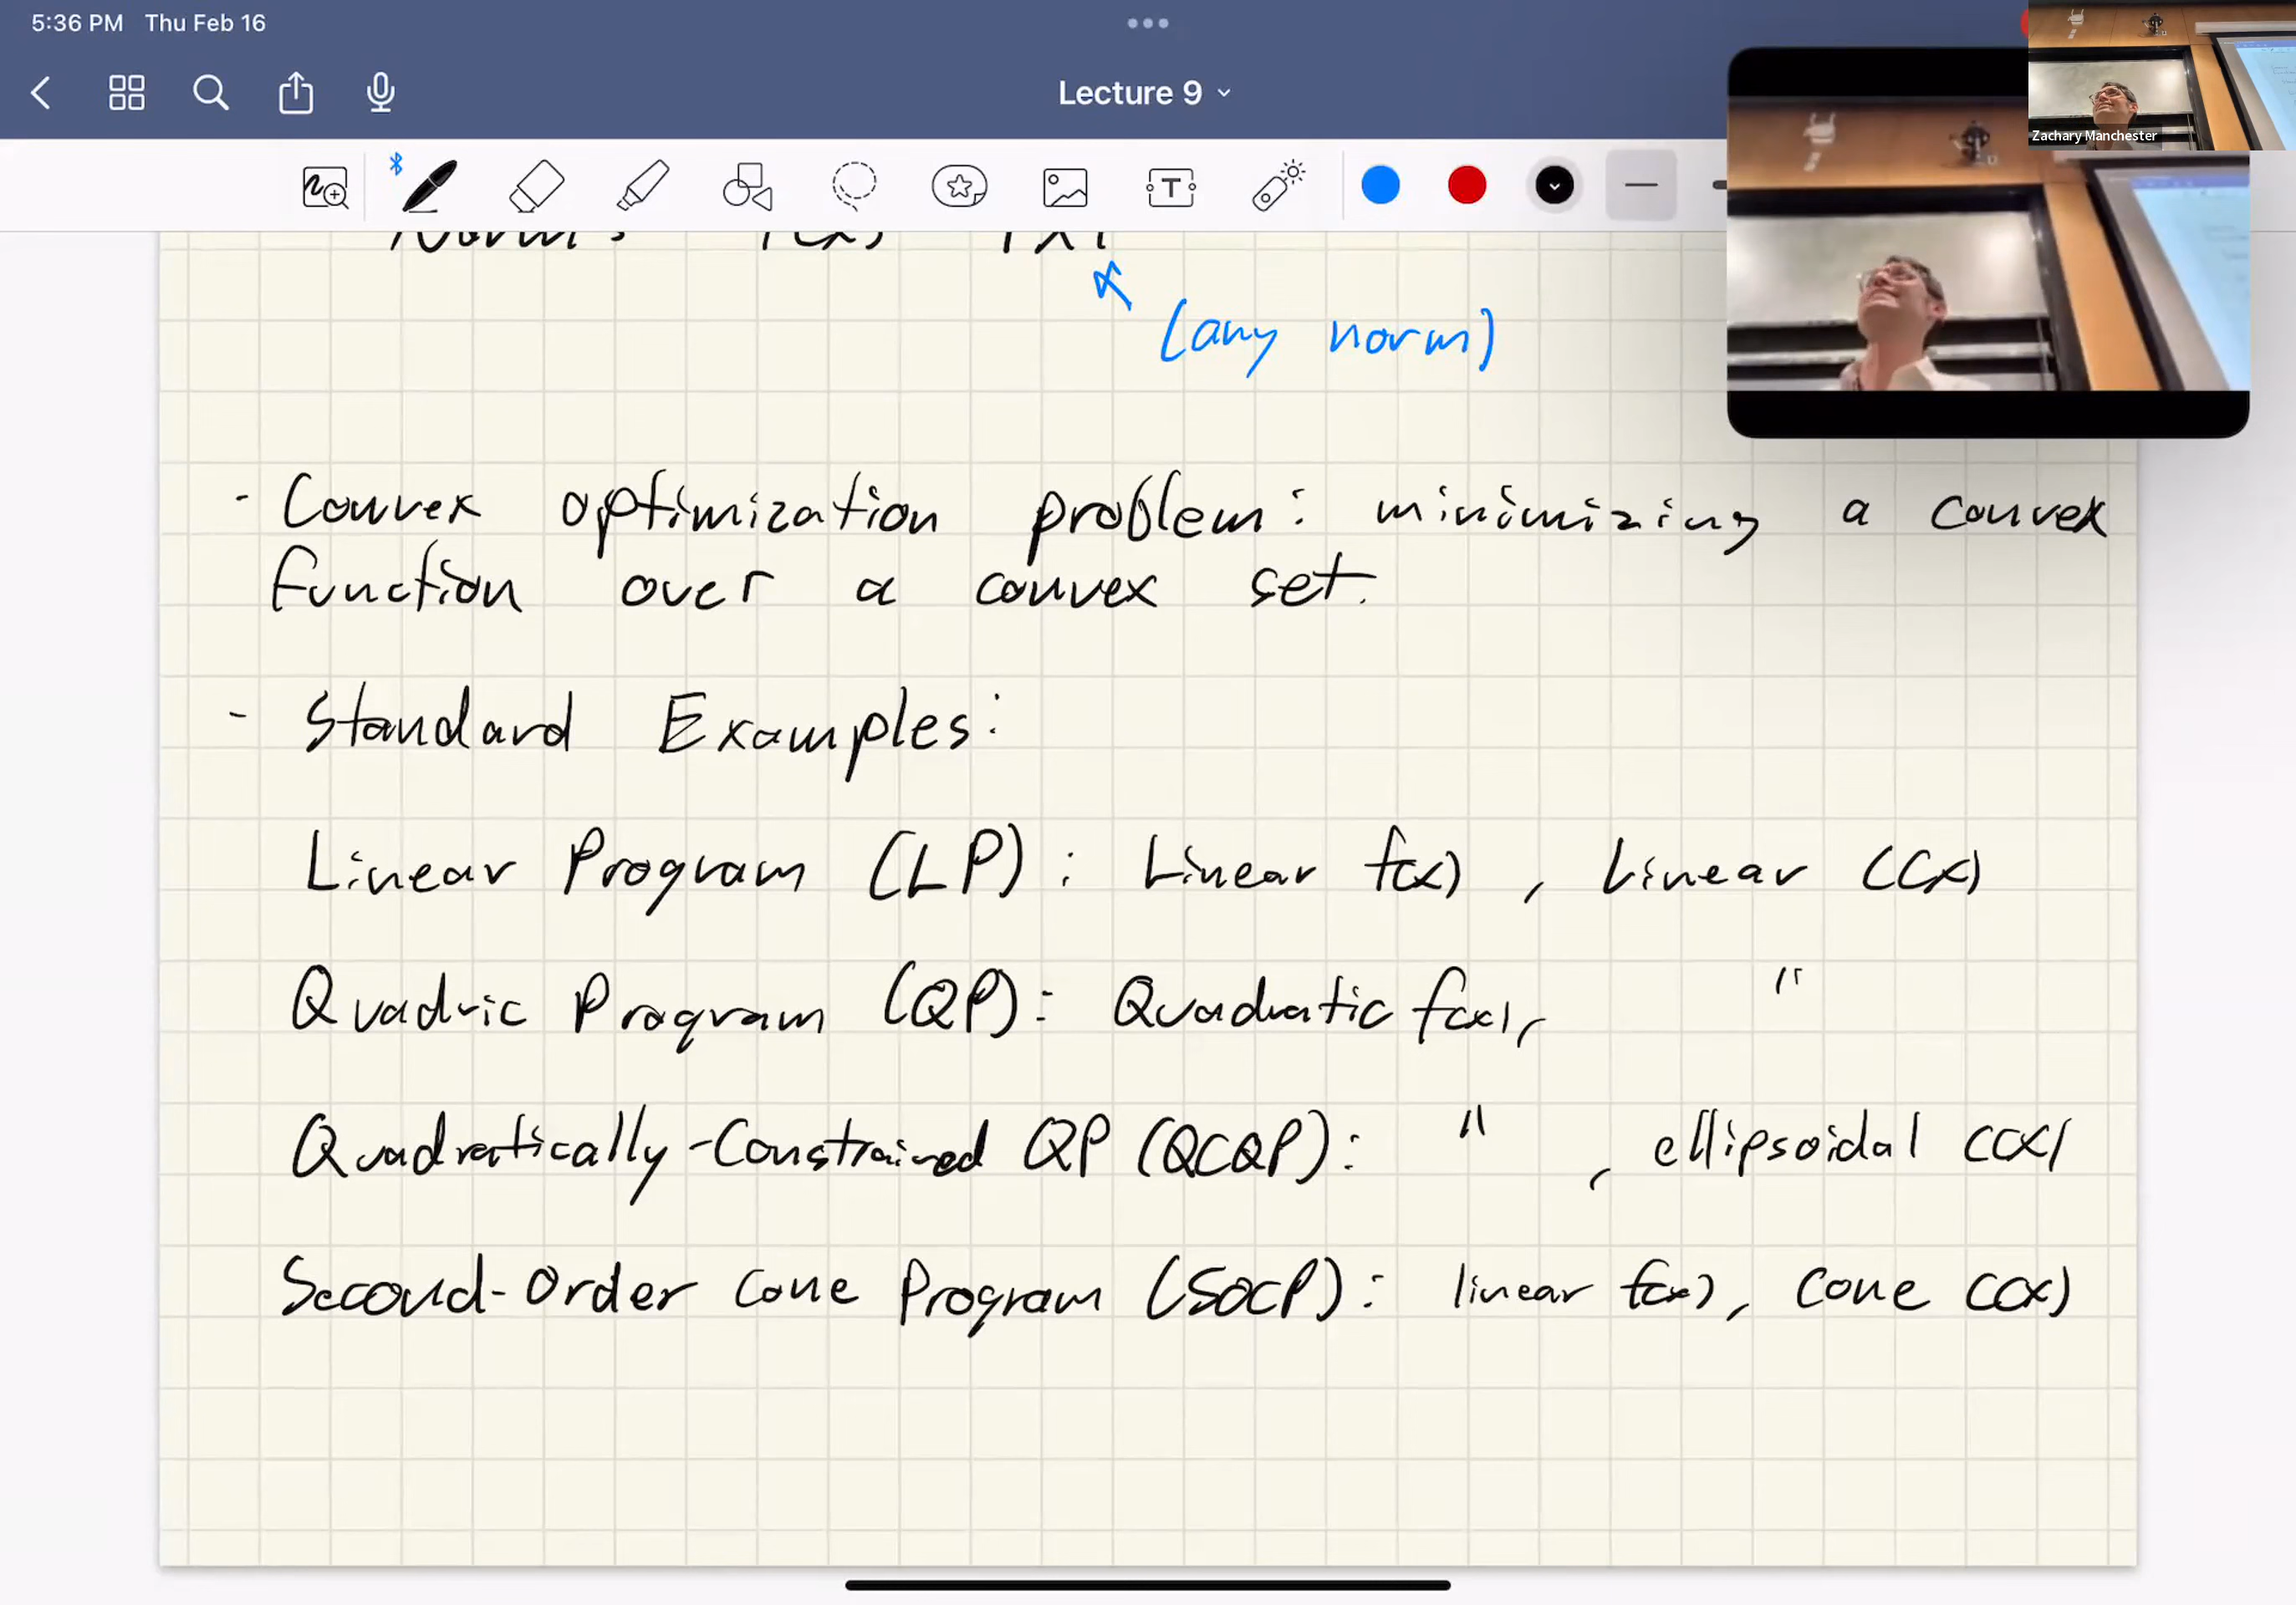 5:36 PM Thu Feb 16
Lecture 9
Zachary Manchester
T
(any norm)
- Convex optimization problem: minimizing a convex
function over a convex set.
- Standard Examples:
Linear Program (LP): Linear f(x), Linear C(x)
Quadric Program (QP): Quadratic f(x), "
Quadratically-Constrained QP (QCQP): " , ellipsoidal C(x)
Second-Order Cone Program (SOCP): linear f(x), Cone C(x)